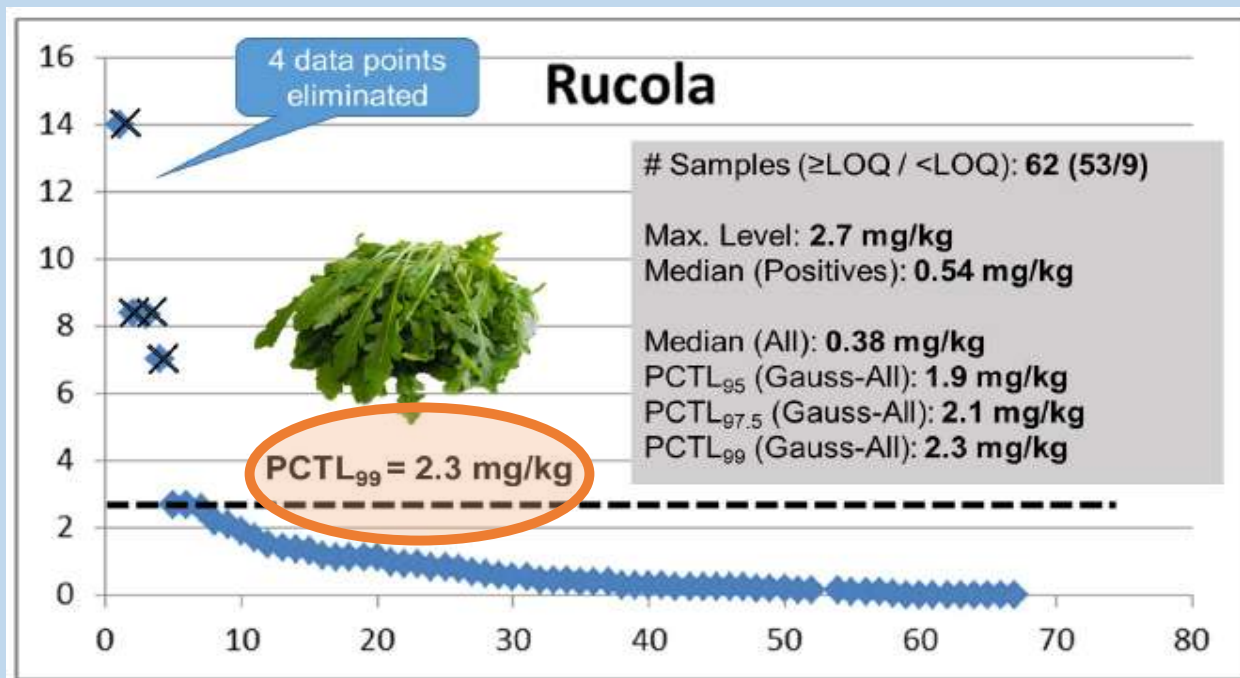 4 data points
eliminated
Rucola
16
14
12
10
8
6
4
2
0
# Samples (≥LOQ / <LOQ): 62 (53/9)
Max. Level: 2.7 mg/kg
Median (Positives): 0.54 mg/kg
Median (All): 0.38 mg/kg
PCTL95 (Gauss-All): 1.9 mg/kg
PCTL97.5 (Gauss-All): 2.1 mg/kg
PCTL99 (Gauss-All): 2.3 mg/kg
PCTL99 = 2.3 mg/kg
0 10 20 30 40 50 60 70 80